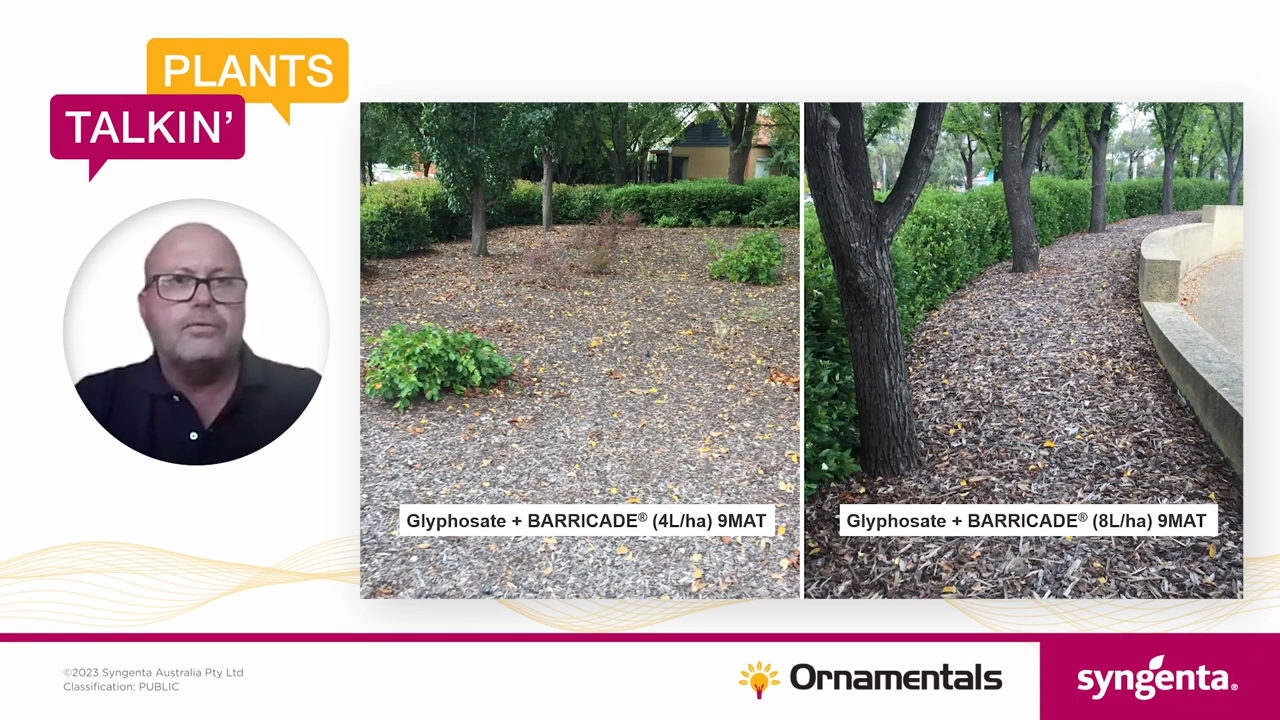 PLANTS
TALKIN'
Glyphosate + BARRICADE® (4L/ha) 9MAT
Glyphosate + BARRICADE® (8L/ha) 9MAT
©2023 Syngenta Australia Pty Ltd
Classification: PUBLIC
Ornamentals
syngenta®